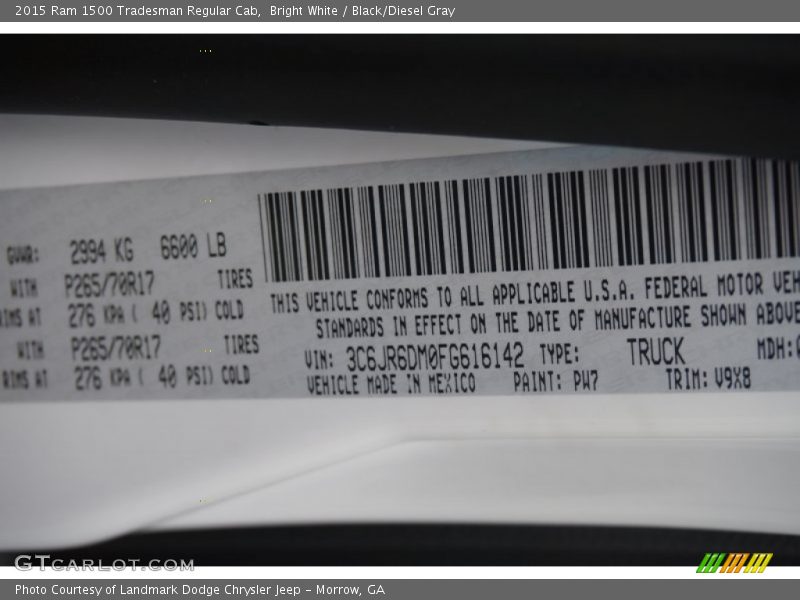 2015 Ram 1500 Tradesman Regular Cab, Bright White / Black/Diesel Gray
GVWR: 2994 KG 6600 LB
WITH P265/70R17 TIRES
RIMS AT 276 KPA ( 40 PSI) COLD
WITH P265/70R17 TIRES
RIMS AT 276 KPA ( 40 PSI) COLD
THIS VEHICLE CONFORMS TO ALL APPLICABLE U.S.A. FEDERAL MOTOR VEH
STANDARDS IN EFFECT ON THE DATE OF MANUFACTURE SHOWN ABOVE
VIN: 3C6JR6DM0FG616142 TYPE: TRUCK MDH:
VEHICLE MADE IN MEXICO PAINT: PW7 TRIM: V9X8
GTCARLOT.COM
Photo Courtesy of Landmark Dodge Chrysler Jeep – Morrow, GA